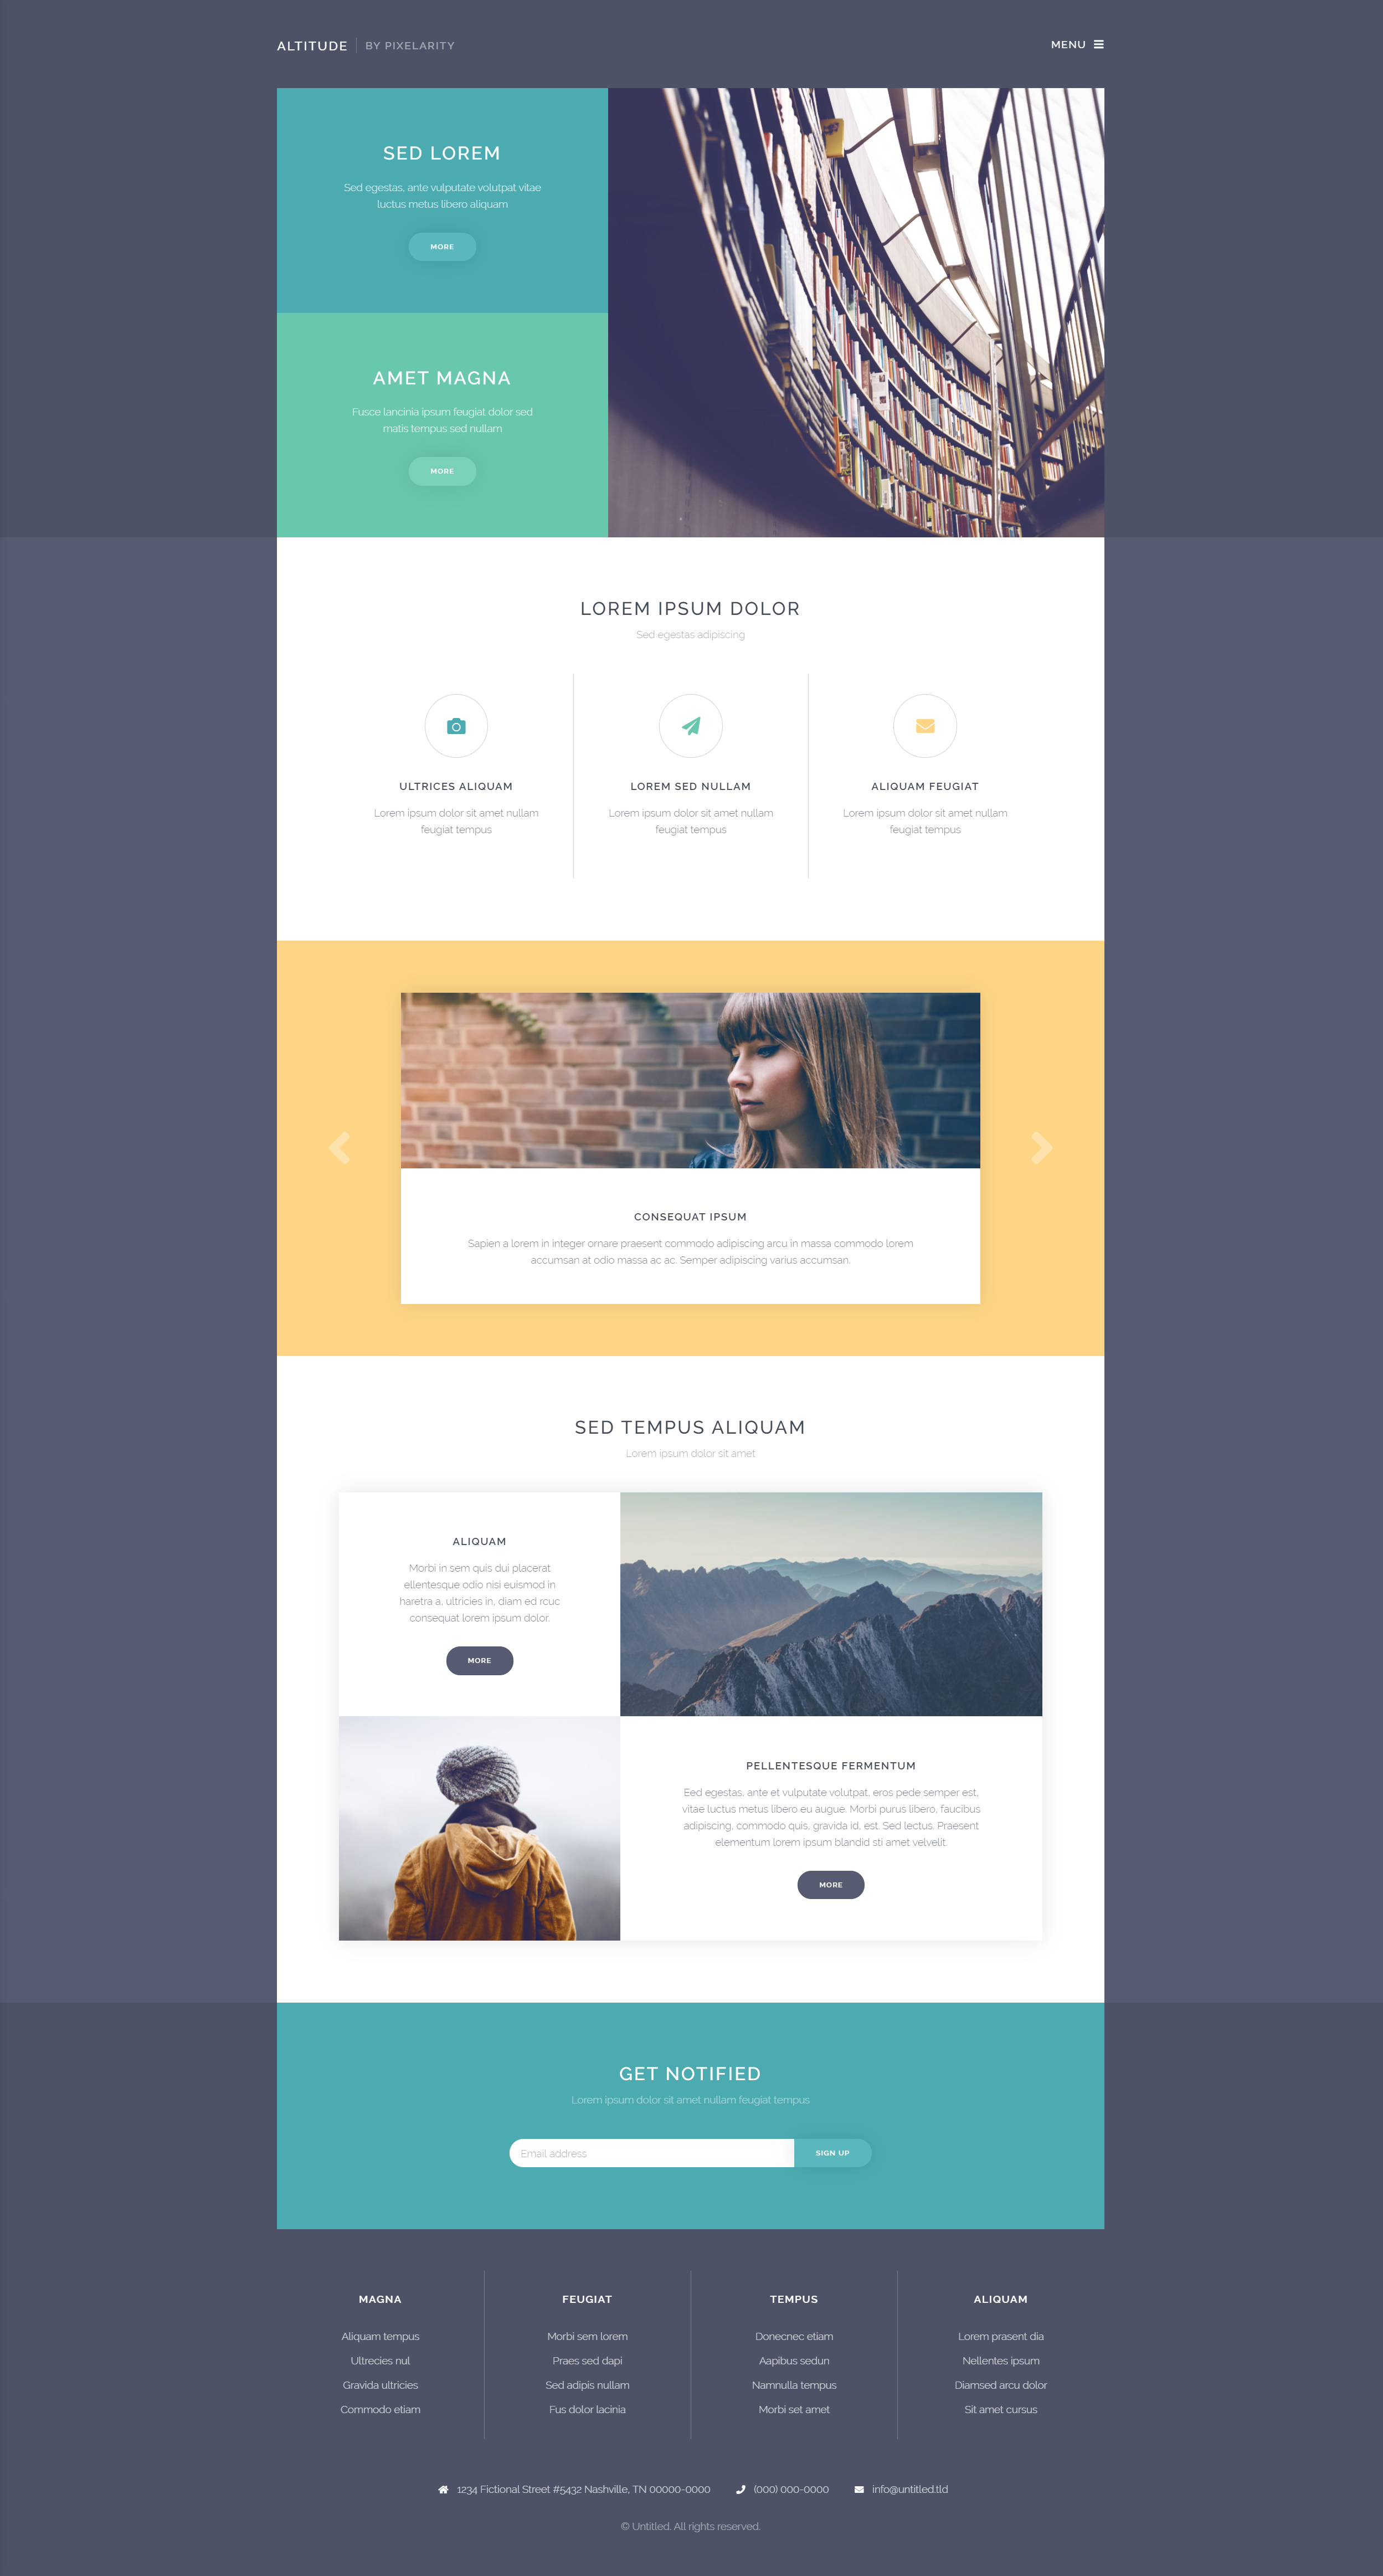 ALTITUDE BY PIXELARITY
MENU
SED LOREM
Sed egestas, ante vulputate volutpat vitae
luctus metus libero aliquam
MORE
AMET MAGNA
Fusce lancinia ipsum feugiat dolor sed
matis tempus sed nullam
MORE
LOREM IPSUM DOLOR
Sed egestas adipiscing
ULTRICES ALIQUAM
Lorem ipsum dolor sit amet nullam
feugiat tempus
LOREM SED NULLAM
Lorem ipsum dolor sit amet nullam
feugiat tempus
ALIQUAM FEUGIAT
Lorem ipsum dolor sit amet nullam
feugiat tempus
CONSEQUAT IPSUM
Sapien a lorem in integer ornare praesent commodo adipiscing arcu in massa commodo lorem
accumsan at odio massa ac ac. Semper adipiscing varius accumsan.
SED TEMPUS ALIQUAM
Lorem ipsum dolor sit amet
ALIQUAM
Morbi in sem quis dui placerat
ellentesque odio nisi euismod in
haretra a, ultricies in, diam ed rcuc
consequat lorem ipsum dolor.
MORE
PELLENTESQUE FERMENTUM
Eed egestas, ante et vulputate volutpat, eros pede semper est,
vitae luctus metus libero eu augue. Morbi purus libero, faucibus
adipiscing, commodo quis, gravida id, est. Sed lectus. Praesent
elementum lorem ipsum blandid sti amet velvelit.
MORE
GET NOTIFIED
Lorem ipsum dolor sit amet nullam feugiat tempus
Email address
SIGN UP
MAGNA
Aliquam tempus
Ultrecies nul
Gravida ultricies
Commodo etiam
FEUGIAT
Morbi sem lorem
Praes sed dapi
Sed adipis nullam
Fus dolor lacinia
TEMPUS
Donecnec etiam
Aapibus sedun
Namnulla tempus
Morbi set amet
ALIQUAM
Lorem prasent dia
Nellentes ipsum
Diamsed arcu dolor
Sit amet cursus
1234 Fictional Street #5432 Nashville, TN 00000-0000
(000) 000-0000
info@untitled.tld
© Untitled. All rights reserved.